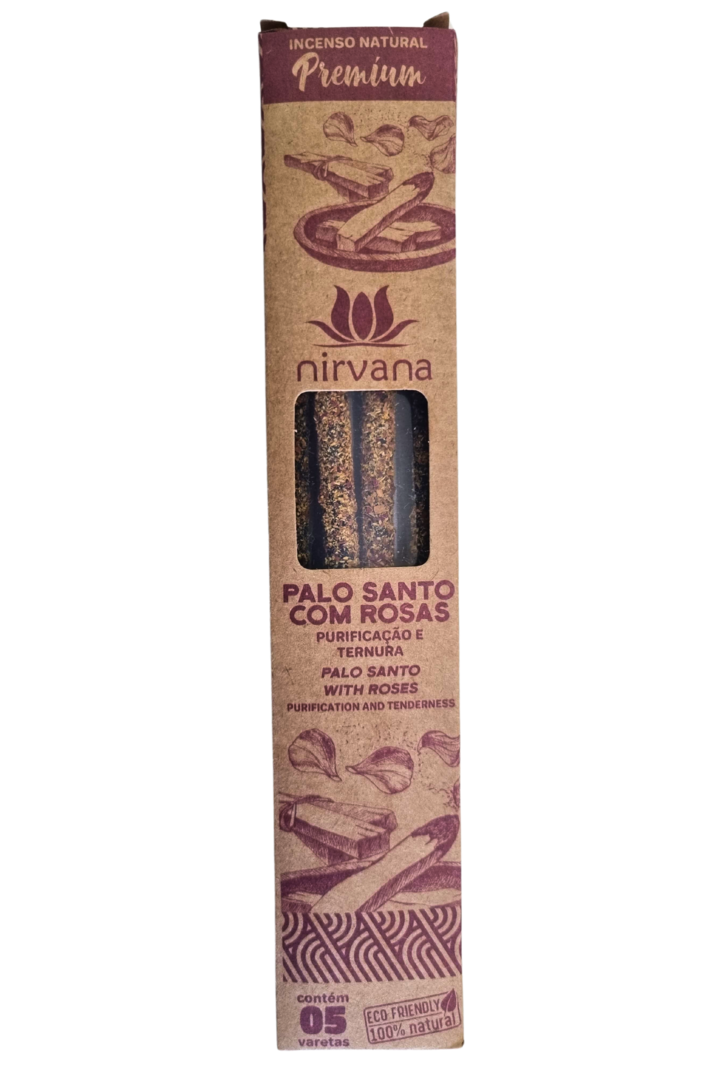 INCENSO NATURAL
Premium
nirvana
PALO SANTO
COM ROSAS
PURIFICAÇÃO E
TERNURA
PALO SANTO
WITH ROSES
PURIFICATION AND TENDERNESS
contém
05
varetas
ECO FRIENDLY
100% natural